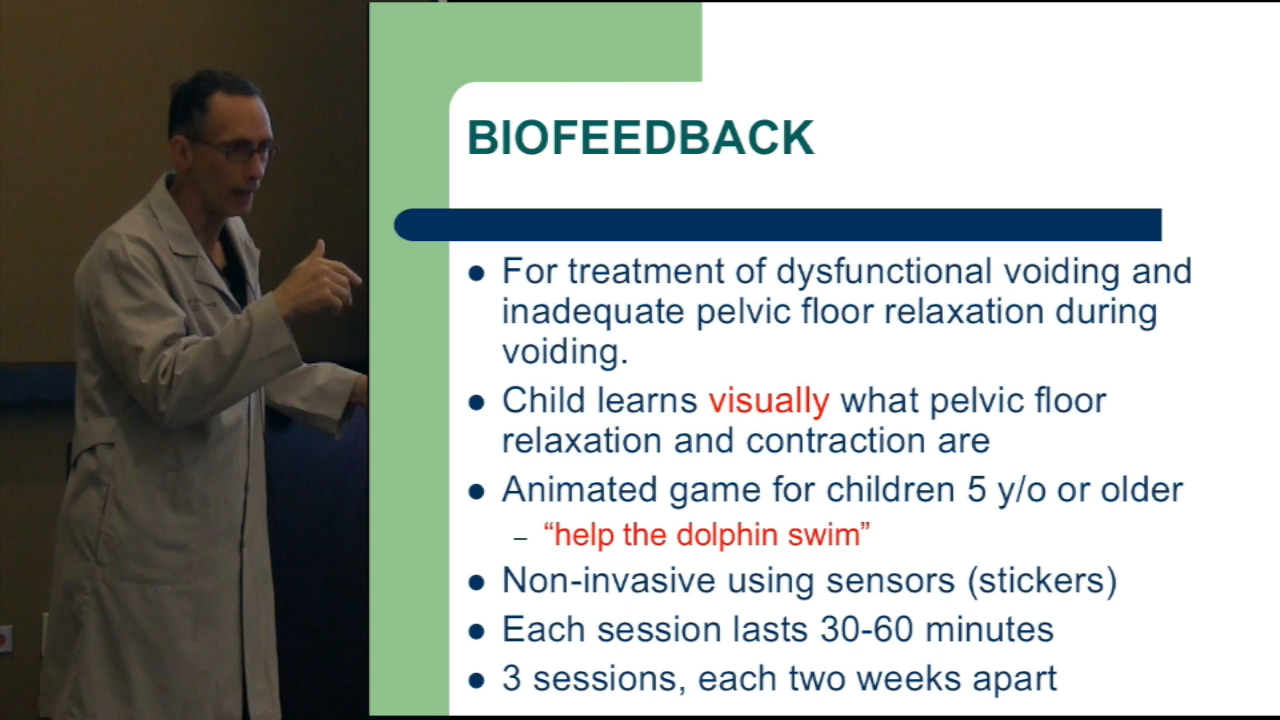 BIOFEEDBACK
● For treatment of dysfunctional voiding and
inadequate pelvic floor relaxation during
voiding.
● Child learns visually what pelvic floor
relaxation and contraction are
● Animated game for children 5 y/o or older
– “help the dolphin swim”
● Non-invasive using sensors (stickers)
● Each session lasts 30-60 minutes
● 3 sessions, each two weeks apart